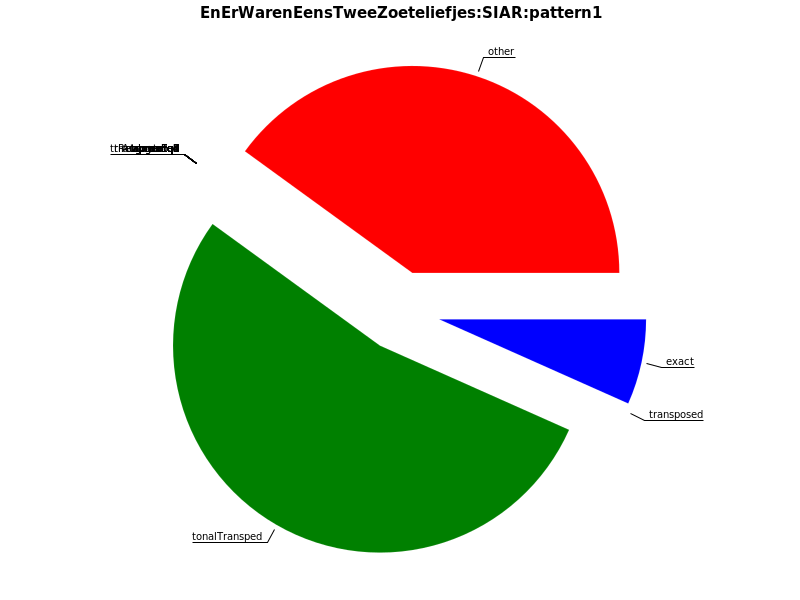 EnErWarenEensTweeZoeteliefjes:SIAR:pattern1
other
exact
transposed
tonalTransped